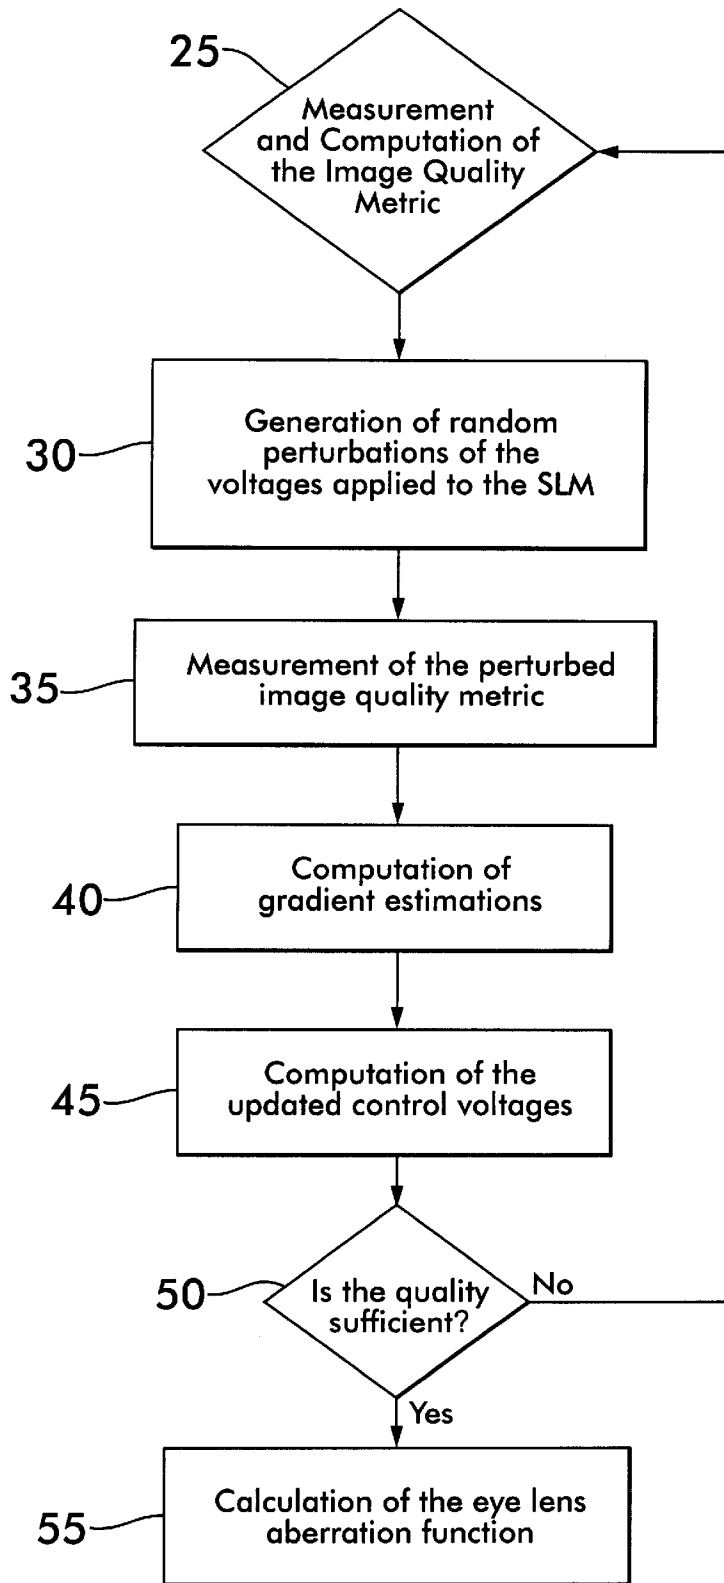 25
Measurement
and Computation of
the Image Quality
Metric
30
Generation of random
perturbations of the
voltages applied to the SLM
35
Measurement of the perturbed
image quality metric
40
Computation of
gradient estimations
45
Computation of the
updated control voltages
50
Is the quality
sufficient?
No
Yes
55
Calculation of the eye lens
aberration function